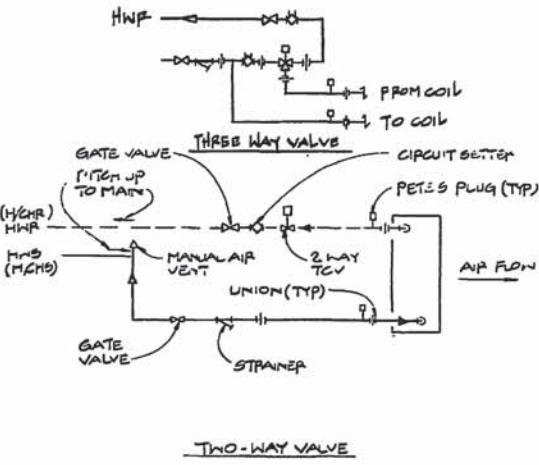 HWR
FROM COIL
TO COIL
THREE WAY VALVE
GATE VALVE
CIRCUIT SETTER
PITCH UP
TO MAIN
PETE'S PLUG (TYP)
(H/CHR)
HWR
HWS
(H/CHS)
MANUAL AIR
VENT
2 WAY
TCV
AIR FLOW
UNION (TYP)
GATE
VALVE
STRAINER
TWO-WAY VALVE